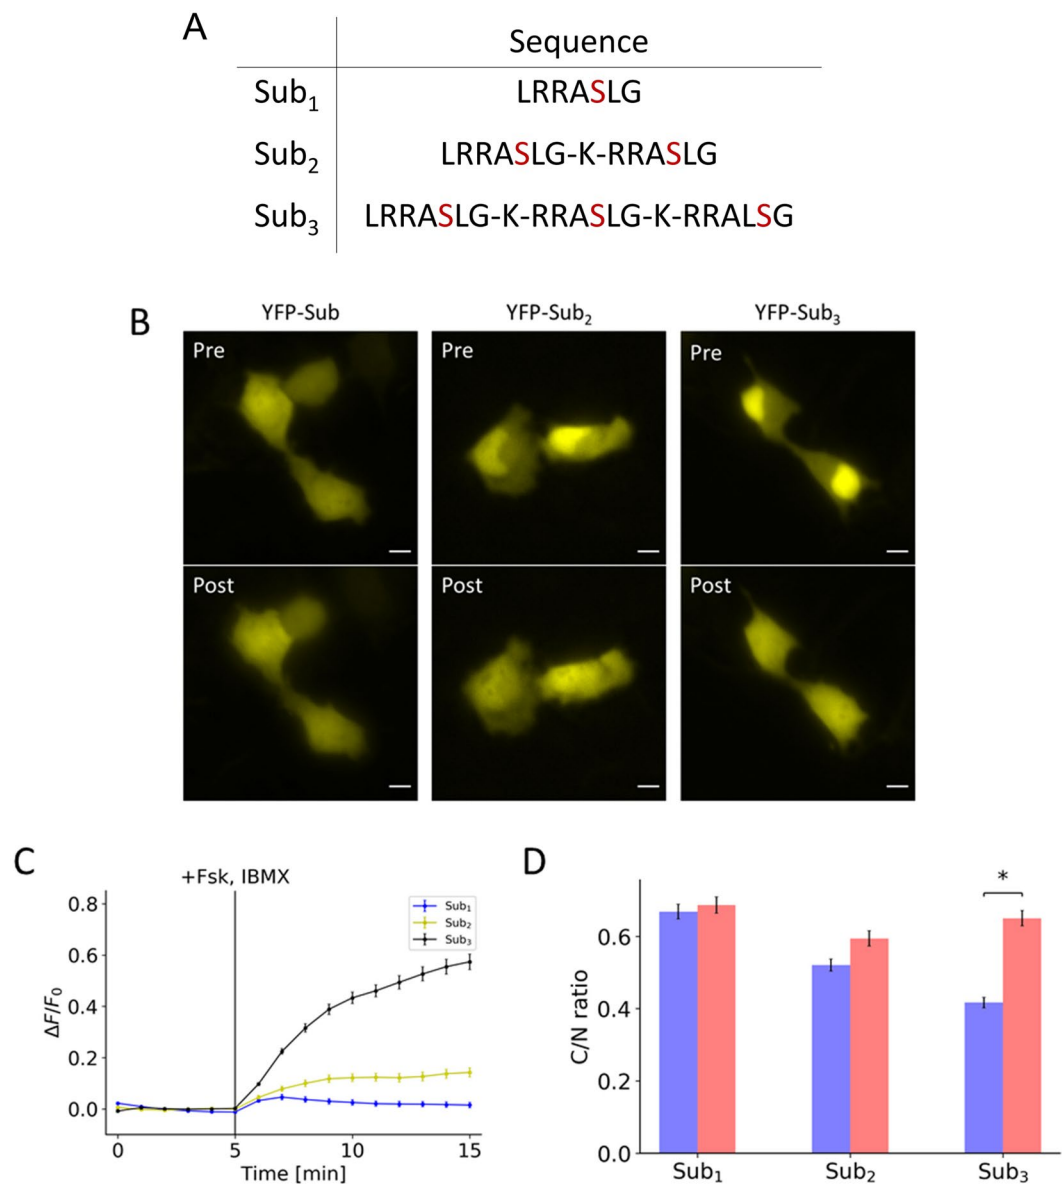 A
Sequence
Sub₁ LRRASLG
Sub₂ LRRASLG-K-RRASLG
Sub₃ LRRASLG-K-RRASLG-K-RRALSG
B
YFP-Sub YFP-Sub₂ YFP-Sub₃
Pre Pre Pre
Post Post Post
C
+Fsk, IBMX
Sub₁
Sub₂
Sub₃
ΔF/F₀
0.8
0.6
0.4
0.2
0.0
0 5 10 15
Time [min]
D
*
C/N ratio
0.6
0.4
0.2
0.0
Sub₁ Sub₂ Sub₃